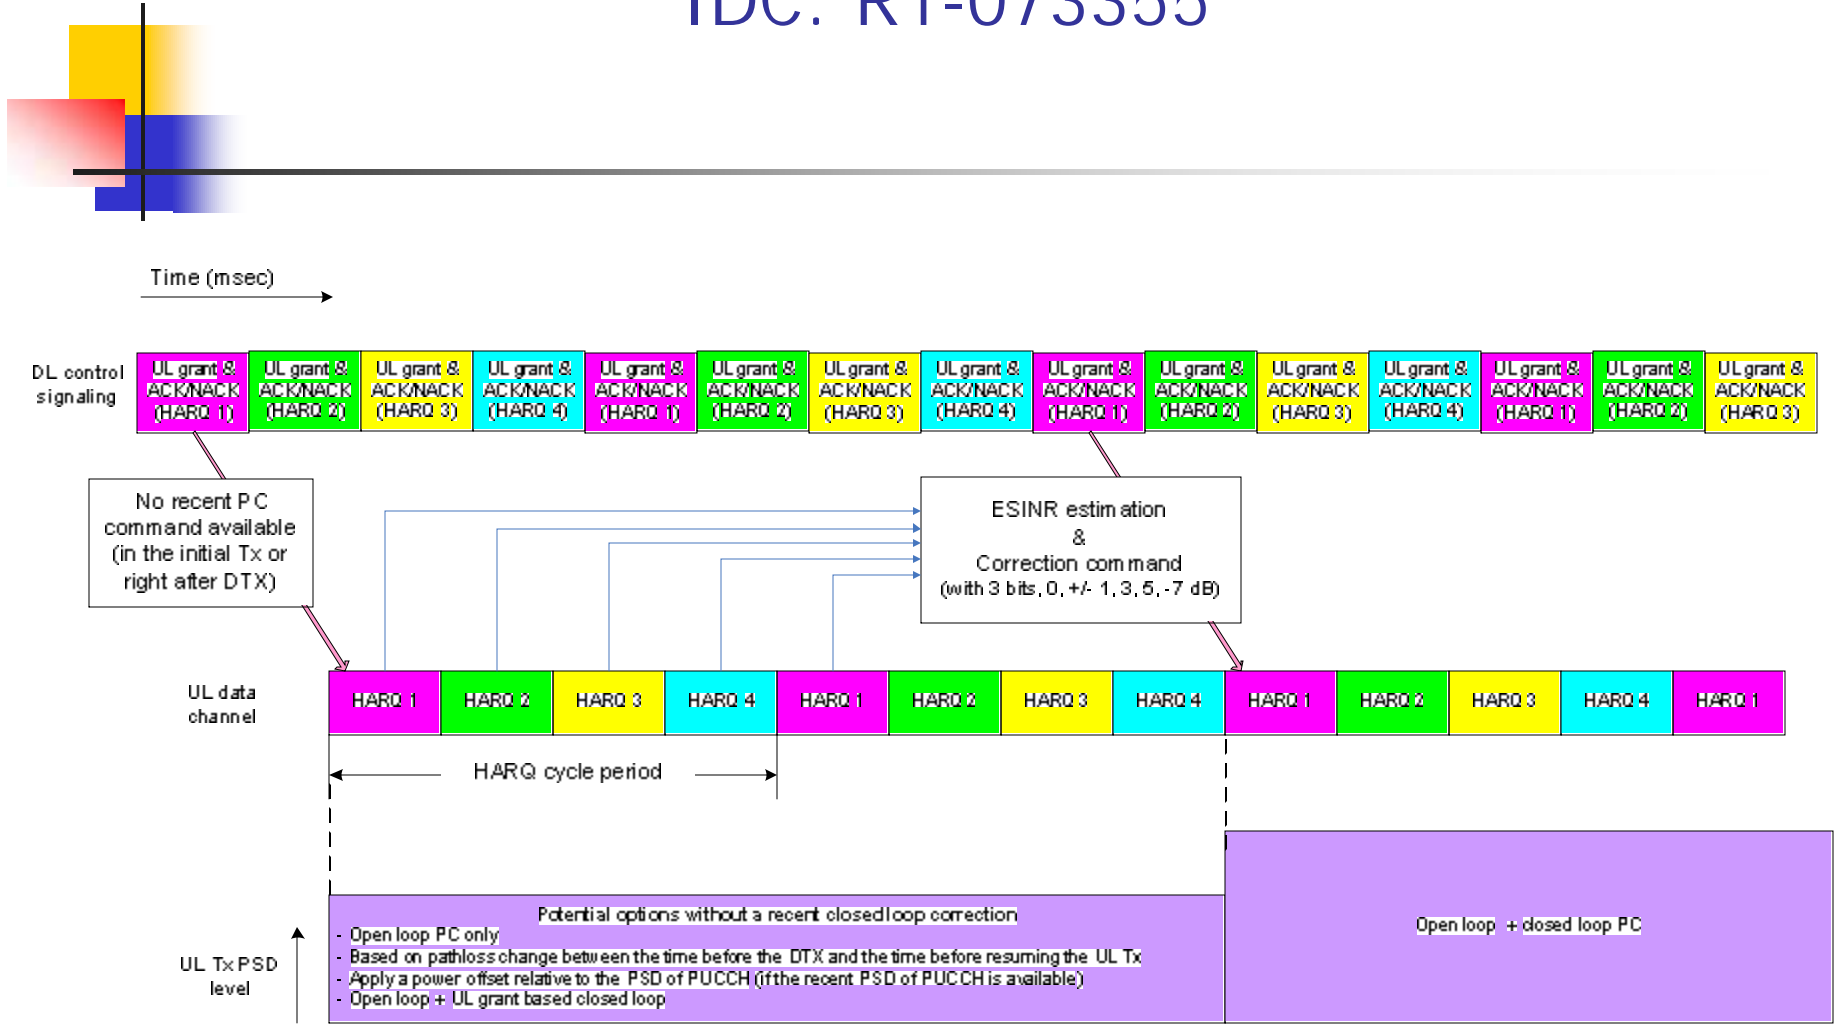 IDC: R1-073355
Time (msec)
DL control
signaling
UL grant &
ACK/NACK
(HARQ 1)
UL grant &
ACK/NACK
(HARQ 2)
UL grant &
ACK/NACK
(HARQ 3)
UL grant &
ACK/NACK
(HARQ 4)
UL grant &
ACK/NACK
(HARQ 1)
UL grant &
ACK/NACK
(HARQ 2)
UL grant &
ACK/NACK
(HARQ 3)
UL grant &
ACK/NACK
(HARQ 4)
UL grant &
ACK/NACK
(HARQ 1)
UL grant &
ACK/NACK
(HARQ 2)
UL grant &
ACK/NACK
(HARQ 3)
UL grant &
ACK/NACK
(HARQ 4)
UL grant &
ACK/NACK
(HARQ 1)
UL grant &
ACK/NACK
(HARQ 2)
UL grant &
ACK/NACK
(HARQ 3)
No recent PC
command available
(in the initial Tx or
right after DTX)
ESINR estimation
&
Correction command
(with 3 bits, 0, +/- 1, 3, 5, -7 dB)
UL data
channel
HARQ 1
HARQ 2
HARQ 3
HARQ 4
HARQ 1
HARQ 2
HARQ 3
HARQ 4
HARQ 1
HARQ 2
HARQ 3
HARQ 4
HARQ 1
HARQ cycle period
UL Tx PSD
level
Potential options without a recent closed loop correction
- Open loop PC only
- Based on pathloss change between the time before the DTX and the time before resuming the UL Tx
- Apply a power offset relative to the PSD of PUCCH (if the recent PSD of PUCCH is available)
- Open loop + UL grant based closed loop
Open loop + closed loop PC